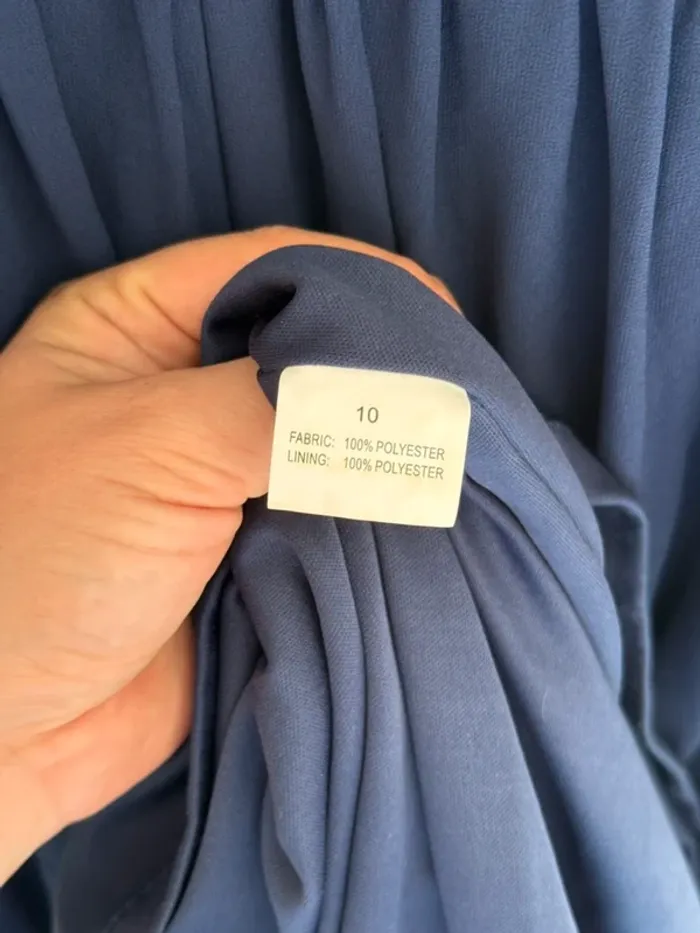 10
FABRIC: 100% POLYESTER
LINING: 100% POLYESTER